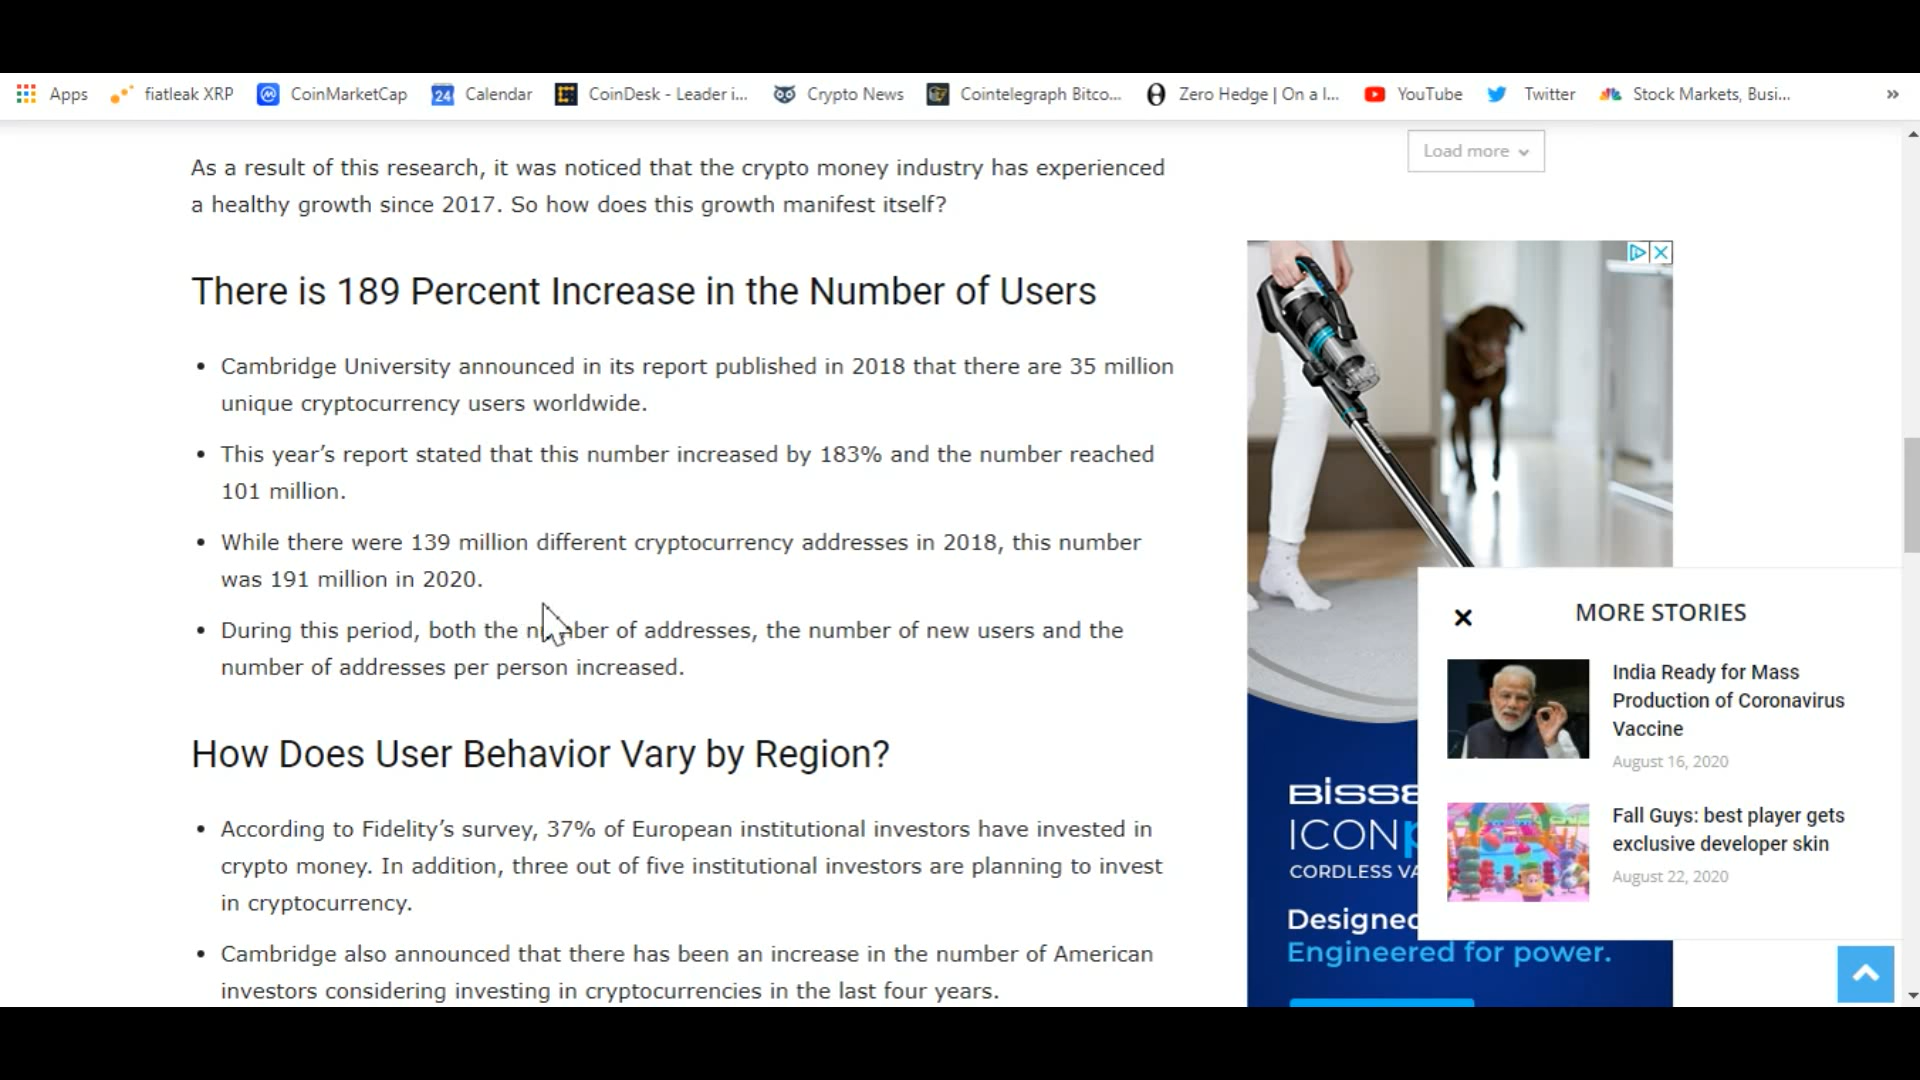 Apps fiatleak XRP CoinMarketCap 24 Calendar CoinDesk - Leader i... Crypto News Cointelegraph Bitco... Zero Hedge | On a l... YouTube Twitter Stock Markets, Busi... »
Load more
As a result of this research, it was noticed that the crypto money industry has experienced
a healthy growth since 2017. So how does this growth manifest itself?
There is 189 Percent Increase in the Number of Users
• Cambridge University announced in its report published in 2018 that there are 35 million
unique cryptocurrency users worldwide.
• This year’s report stated that this number increased by 183% and the number reached
101 million.
• While there were 139 million different cryptocurrency addresses in 2018, this number
was 191 million in 2020.
• During this period, both the number of addresses, the number of new users and the
number of addresses per person increased.
How Does User Behavior Vary by Region?
• According to Fidelity’s survey, 37% of European institutional investors have invested in
crypto money. In addition, three out of five institutional investors are planning to invest
in cryptocurrency.
• Cambridge also announced that there has been an increase in the number of American
investors considering investing in cryptocurrencies in the last four years.
BISSE
ICONp
CORDLESS VA
Designed
Engineered for power.
MORE STORIES
India Ready for Mass
Production of Coronavirus
Vaccine
August 16, 2020
Fall Guys: best player gets
exclusive developer skin
August 22, 2020